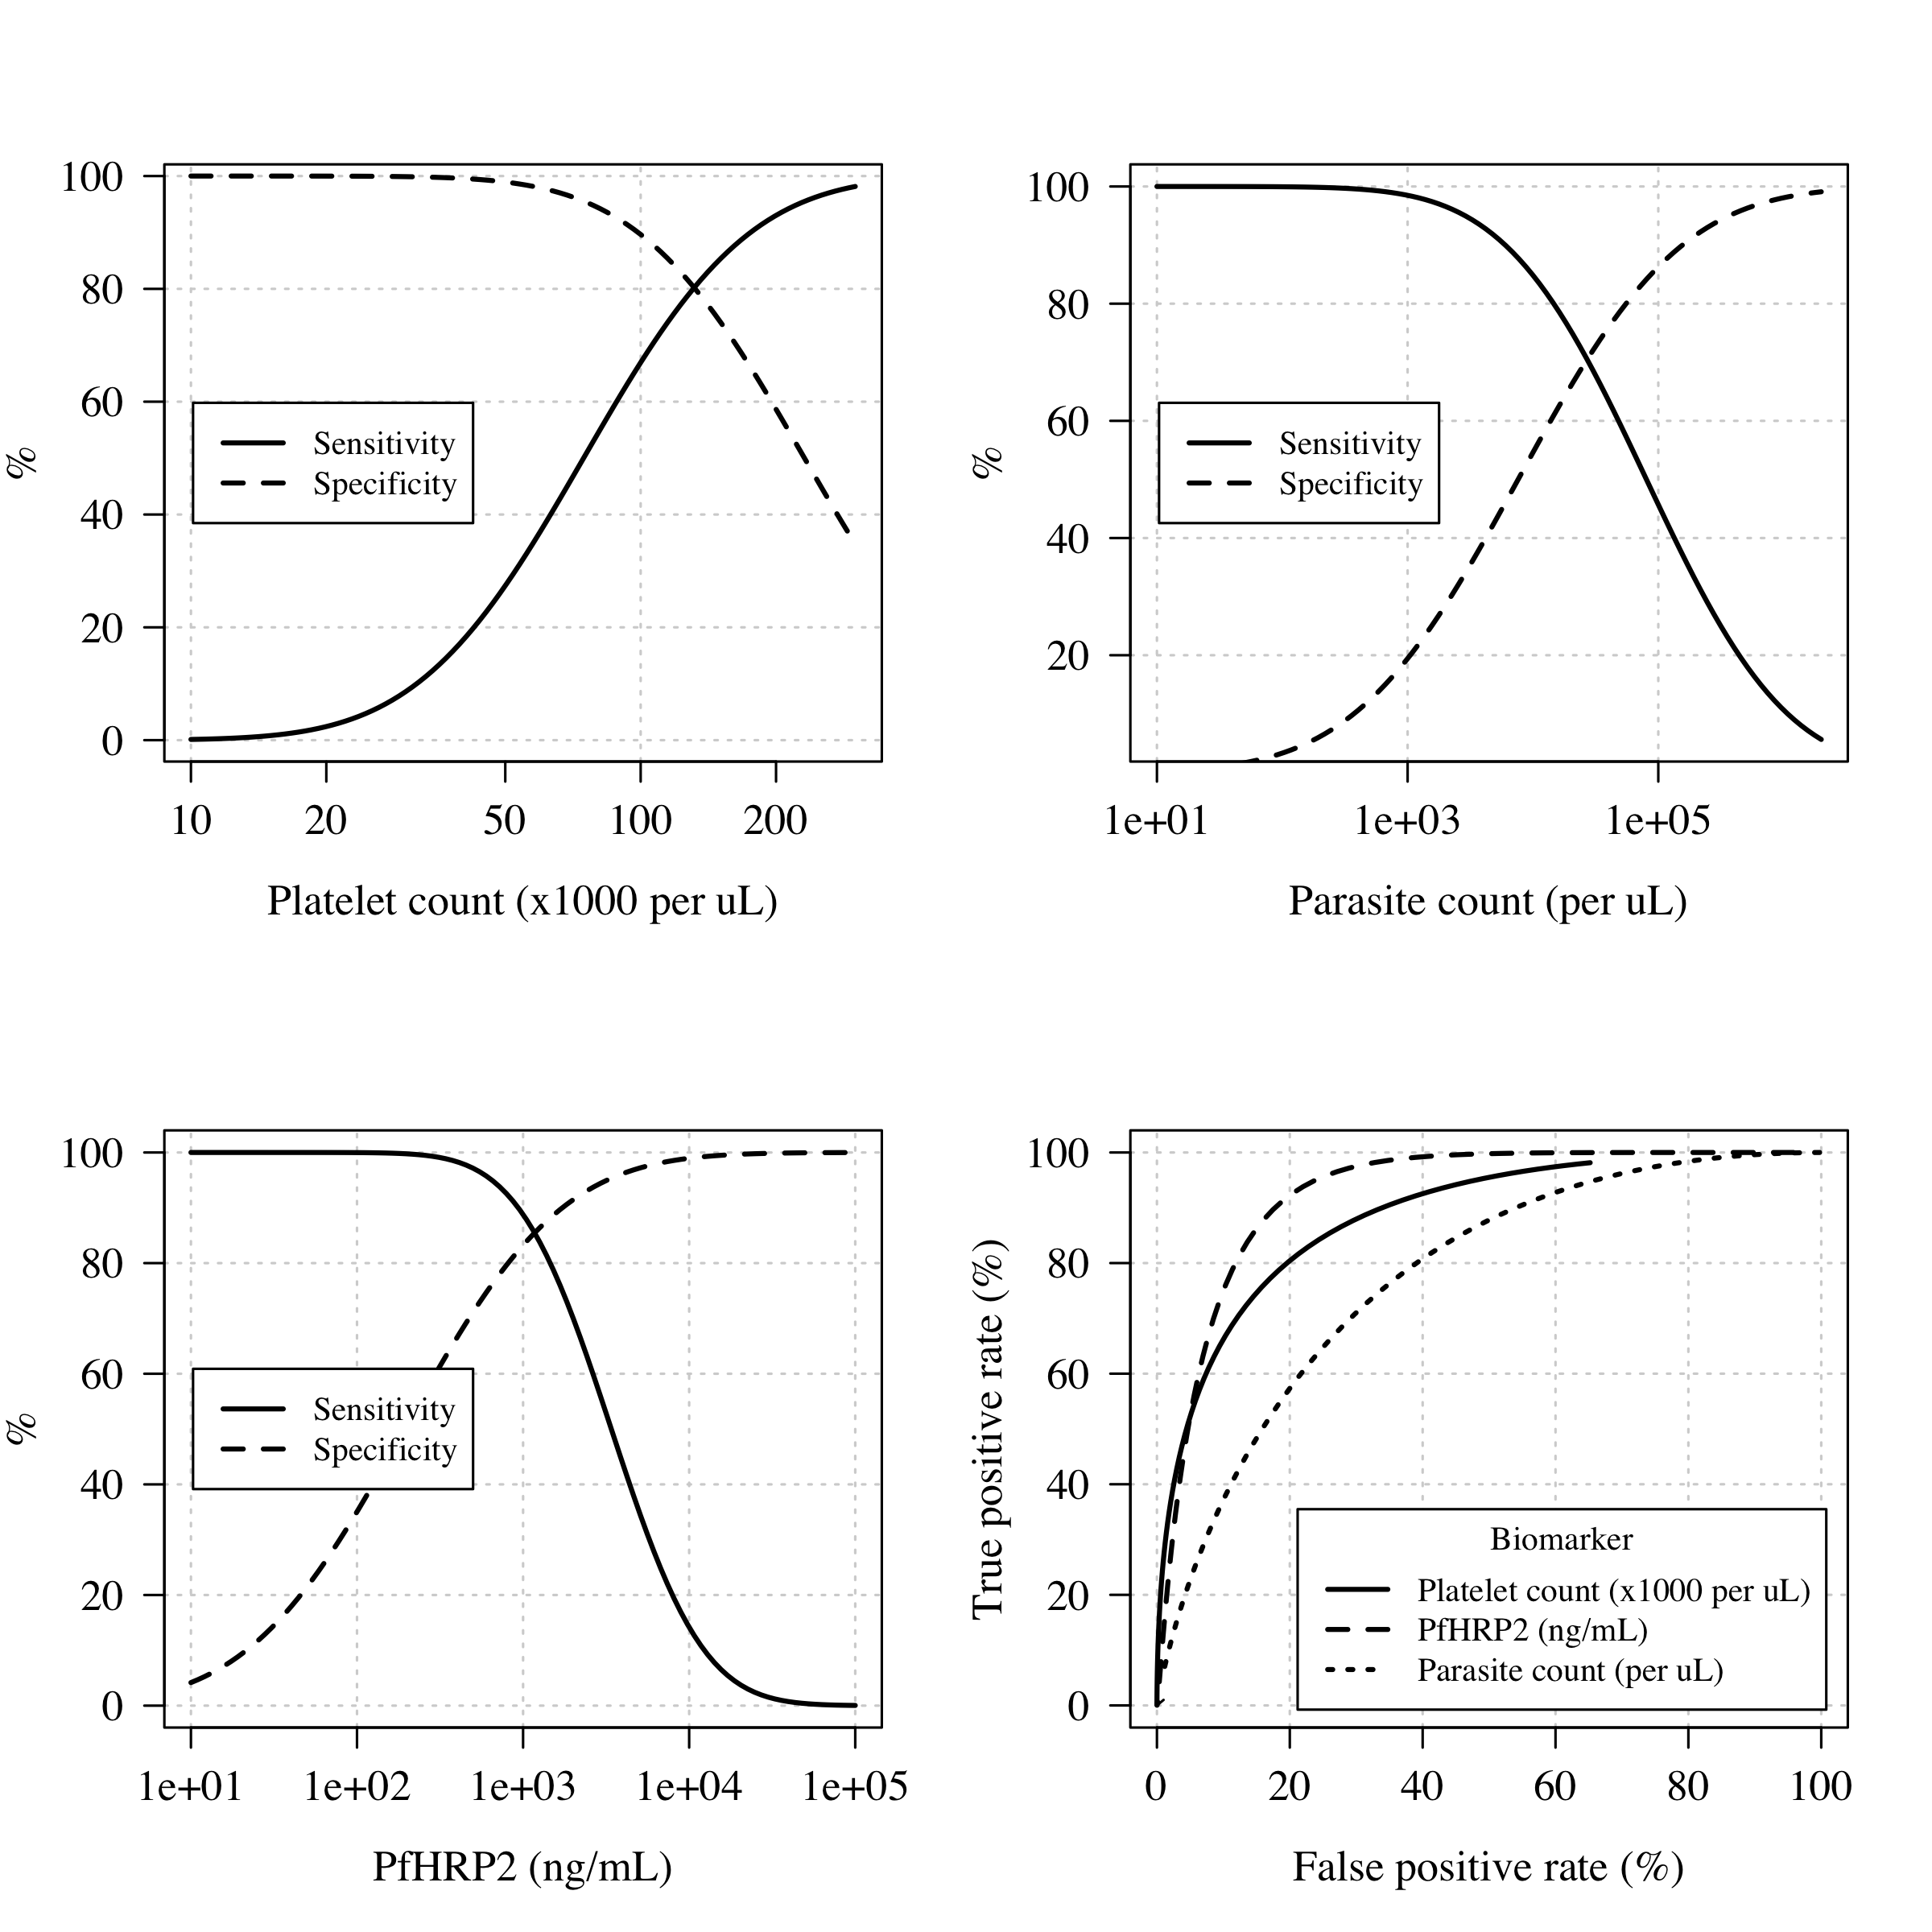 100
80
60
40
20
0
%
Sensitivity
Specificity
10 20 50 100 200
Platelet count (x1000 per uL)
100
80
60
40
20
%
Sensitivity
Specificity
1e+01 1e+03 1e+05
Parasite count (per uL)
100
80
60
40
20
0
%
Sensitivity
Specificity
1e+01 1e+02 1e+03 1e+04 1e+05
PfHRP2 (ng/mL)
100
80
60
40
20
0
True positive rate (%)
Biomarker
Platelet count (x1000 per uL)
PfHRP2 (ng/mL)
Parasite count (per uL)
0 20 40 60 80 100
False positive rate (%)